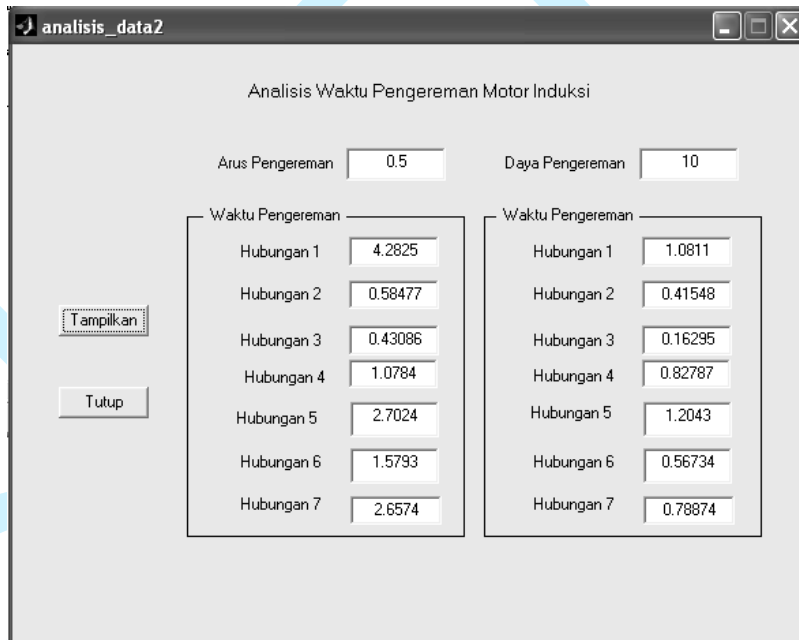 analisis_data2
Analisis Waktu Pengereman Motor Induksi
Arus Pengereman 0.5 Daya Pengereman 10
Waktu Pengereman
Hubungan 1 4.2825
Hubungan 2 0.58477
Hubungan 3 0.43086
Hubungan 4 1.0784
Hubungan 5 2.7024
Hubungan 6 1.5793
Hubungan 7 2.6574
Waktu Pengereman
Hubungan 1 1.0811
Hubungan 2 0.41548
Hubungan 3 0.16295
Hubungan 4 0.82787
Hubungan 5 1.2043
Hubungan 6 0.56734
Hubungan 7 0.78874
Tampilkan
Tutup